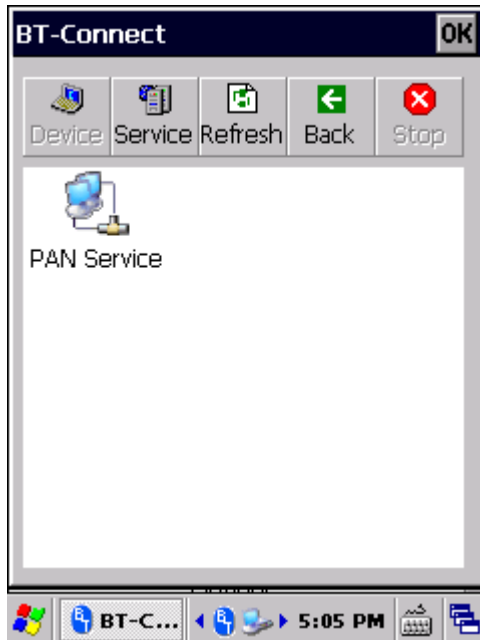 BT-Connect OK
Device Service Refresh Back Stop
PAN Service
BT-C... 5:05 PM